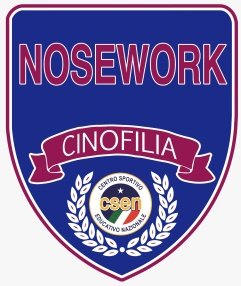 NOSEWORK
CINOFILIA
CENTRO SPORTIVO
csen
EDUCATIVO NAZIONALE